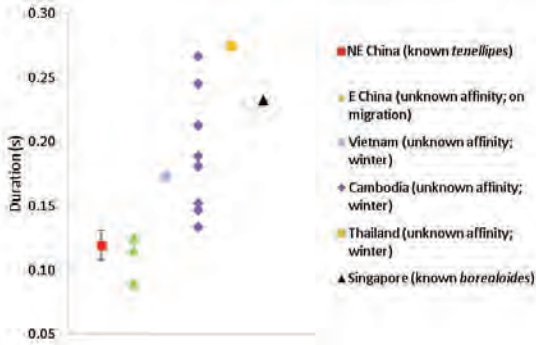 0.30
0.25
0.20
0.15
0.10
0.05
Duration(s)
NE China (known tenellipes)
E China (unknown affinity; on
migration)
Vietnam (unknown affinity;
winter)
Cambodia (unknown affinity;
winter)
Thailand (unknown affinity;
winter)
Singapore (known borealoides)